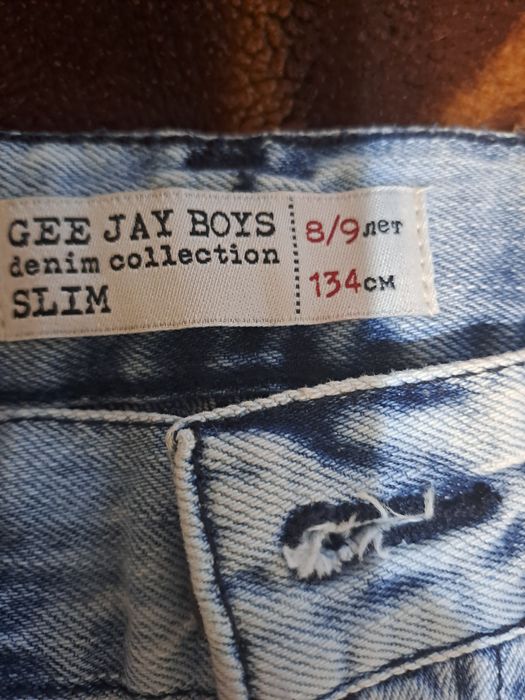 GEE JAY BOYS
denim collection
SLIM
8/9 лет
134 см